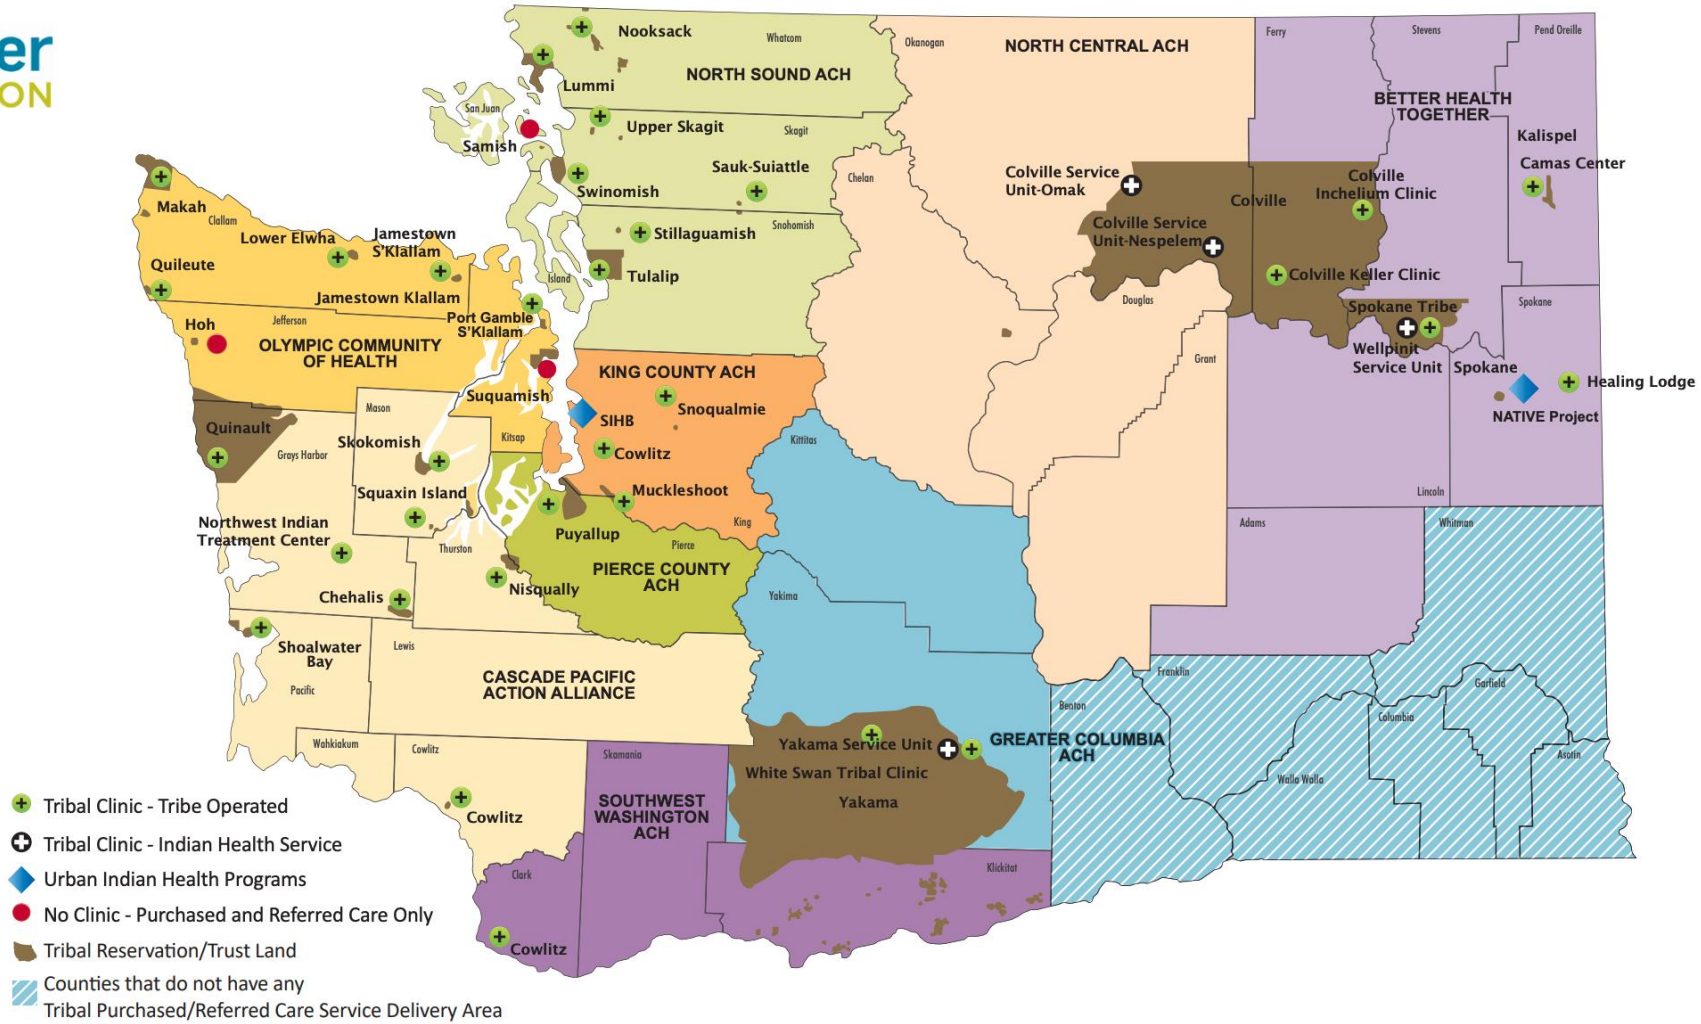 er
ON
Nooksack
Whatcom
NORTH SOUND ACH
Lummi
San Juan
Samish
Upper Skagit
Skagit
Sauk-Suiattle
Swinomish
Stillaguamish
Snohomish
Island
Tulalip
Okanogan
NORTH CENTRAL ACH
Chelan
Colville Service
Unit-Omak
Colville Service
Unit-Nespelem
Douglas
Grant
Ferry
Stevens
Pend Oreille
BETTER HEALTH
TOGETHER
Kalispel
Camas Center
Colville
Colville
Inchelium Clinic
Colville Keller Clinic
Spokane Tribe
Wellpinit
Service Unit
Spokane
Spokane
Healing Lodge
NATIVE Project
Lincoln
Adams
Whitman
Makah
Clallam
Lower Elwha
Jamestown
S'Klallam
Quileute
Jamestown Klallam
Port Gamble
S'Klallam
Hoh
Jefferson
OLYMPIC COMMUNITY
OF HEALTH
Suquamish
Kitsap
KING COUNTY ACH
Snoqualmie
SIHB
Cowlitz
Muckleshoot
King
Quinault
Grays Harbor
Mason
Skokomish
Squaxin Island
Northwest Indian
Treatment Center
Thurston
Chehalis
Nisqually
Puyallup
Pierce
PIERCE COUNTY
ACH
Shoalwater
Bay
Pacific
Lewis
CASCADE PACIFIC
ACTION ALLIANCE
Wahkiakum
Cowlitz
Cowlitz
Kittitas
Yakima
Yakama Service Unit
White Swan Tribal Clinic
Yakama
GREATER COLUMBIA
ACH
Benton
Franklin
Walla Walla
Columbia
Garfield
Asotin
Skamania
SOUTHWEST
WASHINGTON
ACH
Klickitat
Clark
Cowlitz
Tribal Clinic - Tribe Operated
Tribal Clinic - Indian Health Service
Urban Indian Health Programs
No Clinic - Purchased and Referred Care Only
Tribal Reservation/Trust Land
Counties that do not have any
Tribal Purchased/Referred Care Service Delivery Area